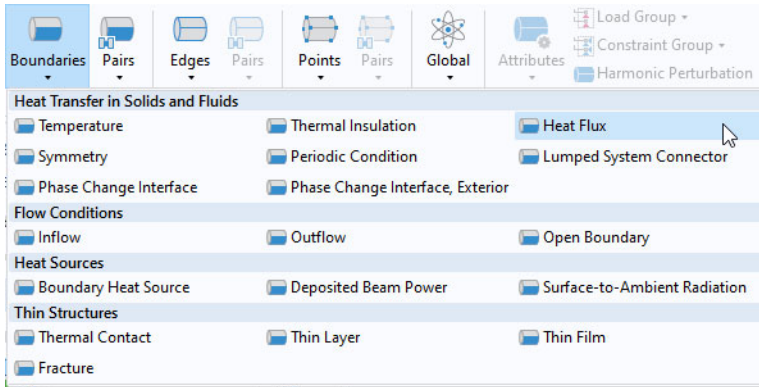 Load Group
Constraint Group
Harmonic Perturbation
Boundaries Pairs Edges Pairs Points Pairs Global Attributes
Heat Transfer in Solids and Fluids
Temperature Thermal Insulation Heat Flux
Symmetry Periodic Condition Lumped System Connector
Phase Change Interface Phase Change Interface, Exterior
Flow Conditions
Inflow Outflow Open Boundary
Heat Sources
Boundary Heat Source Deposited Beam Power Surface-to-Ambient Radiation
Thin Structures
Thermal Contact Thin Layer Thin Film
Fracture